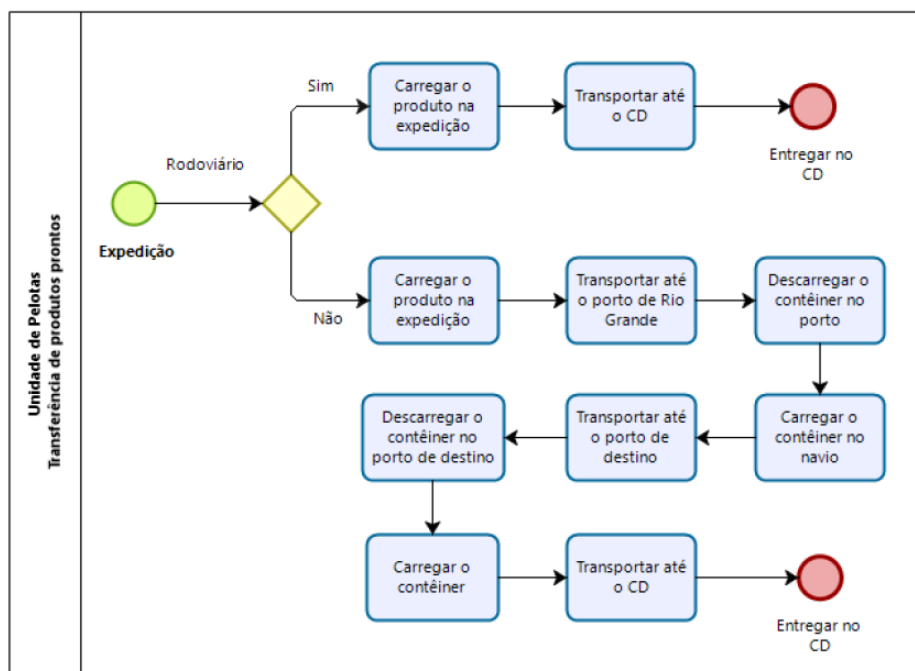 Unidade de Pelotas
Transferência de produtos prontos
Expedição
Rodoviário
Sim
Carregar o
produto na
expedição
Transportar até
o CD
Entregar no
CD
Não
Carregar o
produto na
expedição
Transportar até
o porto de Rio
Grande
Descarregar o
contêiner no
porto
Carregar o
contêiner no
navio
Transportar até
o porto de
destino
Descarregar o
contêiner no
porto de destino
Carregar o
contêiner
Transportar até
o CD
Entregar no
CD